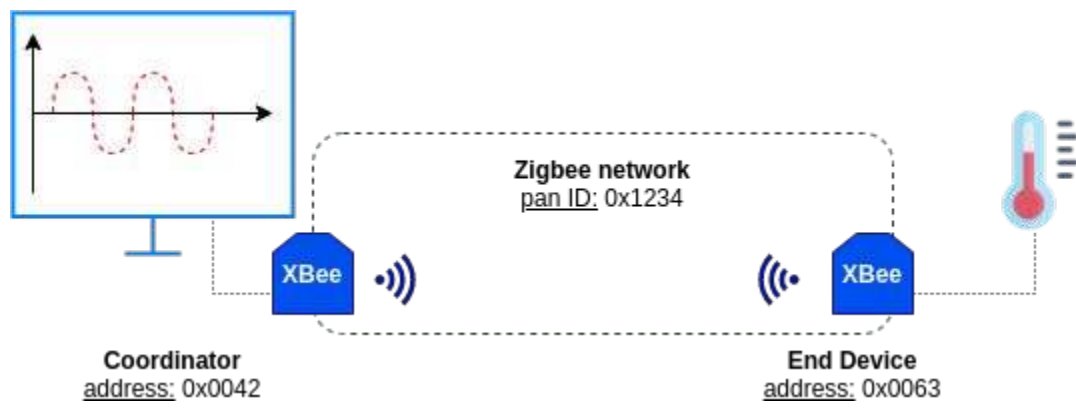 Zigbee network
pan ID: 0x1234
XBee
XBee
Coordinator
address: 0x0042
End Device
address: 0x0063